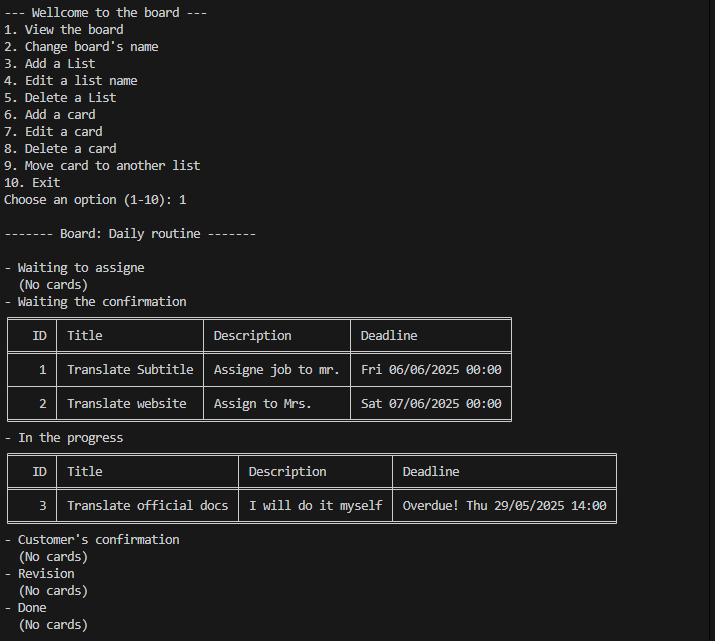 --- Wellcome to the board ---
1. View the board
2. Change board's name
3. Add a List
4. Edit a list name
5. Delete a List
6. Add a card
7. Edit a card
8. Delete a card
9. Move card to another list
10. Exit
Choose an option (1-10): 1
------- Board: Daily routine -------
- Waiting to assigne
(No cards)
- Waiting the confirmation
ID Title Description Deadline
1 Translate Subtitle Assigne job to mr. Fri 06/06/2025 00:00
2 Translate website Assign to Mrs. Sat 07/06/2025 00:00
- In the progress
ID Title Description Deadline
3 Translate official docs I will do it myself Overdue! Thu 29/05/2025 14:00
- Customer's confirmation
(No cards)
- Revision
(No cards)
- Done
(No cards)